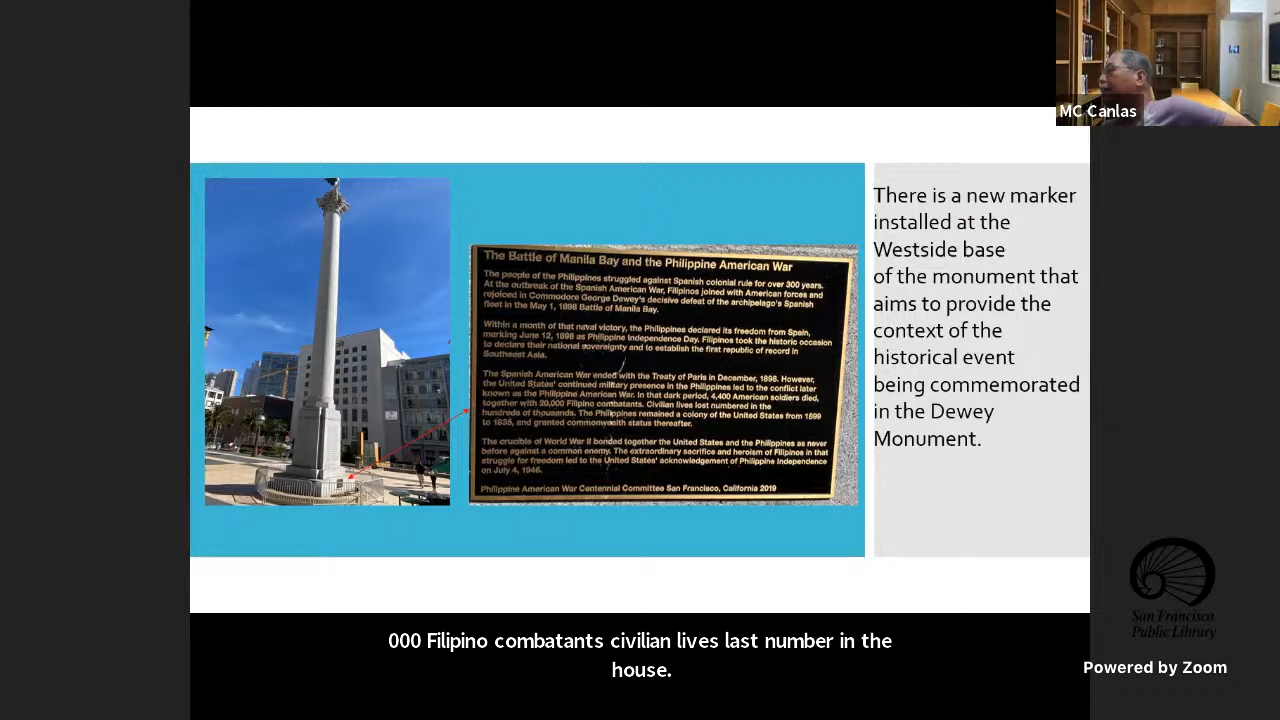 MC Canlas
The Battle of Manila Bay and the Philippine American War
The people of the Philippines struggled against Spanish colonial rule for over 300 years.
At the outbreak of the Spanish American War, Filipinos joined with American forces and
rejoiced in Commodore George Dewey's decisive defeat of the archipelago's Spanish
fleet in the May 1, 1898 Battle of Manila Bay.
Within a month of that naval victory, the Philippines declared its freedom from Spain,
marking June 12, 1898 as Philippine Independence Day. Filipinos took the historic occasion
to declare their national sovereignty and to establish the first republic of record in
Southeast Asia.
The Spanish American War ended with the Treaty of Paris in December, 1898. However,
the United States' continued military presence in the Philippines led to the conflict later
known as the Philippine American War. In that dark period, 4,400 American soldiers died,
together with 20,000 Filipino combatants. Civilian lives lost numbered in the
hundreds of thousands. The Philippines remained a colony of the United States from 1899
to 1935, and granted commonwealth status thereafter.
The crucible of World War II bonded together the United States and the Philippines as never
before against a common enemy. The extraordinary sacrifice and heroism of Filipinos in that
struggle for freedom led to the United States' acknowledgement of Philippine Independence
on July 4, 1946.
Philippine American War Centennial Committee San Francisco, California 2019
There is a new marker
installed at the
Westside base
of the monument that
aims to provide the
context of the
historical event
being commemorated
in the Dewey
Monument.
San Francisco
Public Library
000 Filipino combatants civilian lives last number in the
house.
Powered by Zoom